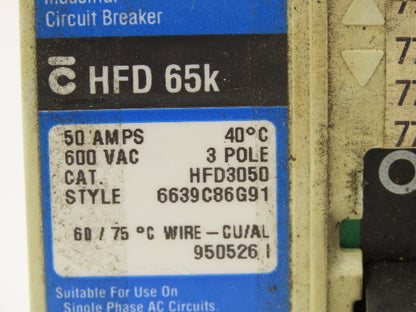 Industrial
Circuit Breaker
HFD 65k
50 AMPS 40°C
600 VAC 3 POLE
CAT. HFD3050
STYLE 6639C86G91
60 / 75 °C WIRE – CU/AL
950526 I
Suitable For Use On
Single Phase AC Circuits.